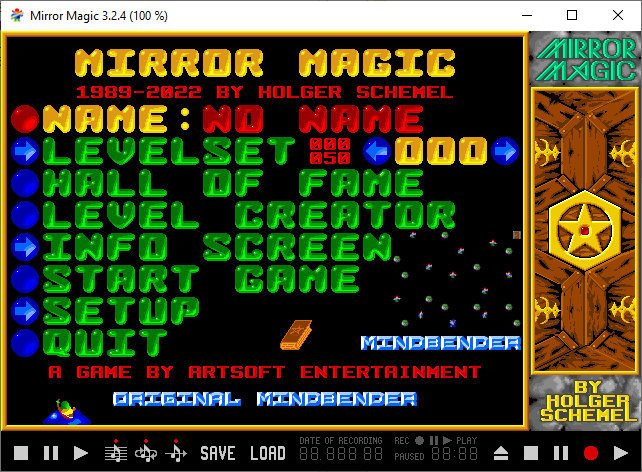 Mirror Magic 3.2.4 (100 %)
MIRROR MAGIC
1989-2022 BY HOLGER SCHEMEL
NAME: NO NAME
LEVELSET 000 050 000
HALL OF FAME
LEVEL CREATOR
INFO SCREEN
START GAME
SETUP
QUIT
MINDBENDER
A GAME BY ARTSOFT ENTERTAINMENT
ORIGINAL MINDBENDER
MIRROR
MAGIC
BY
HOLGER
SCHEMEL
SAVE LOAD
DATE OF RECORDING
REC PLAY
PAUSED